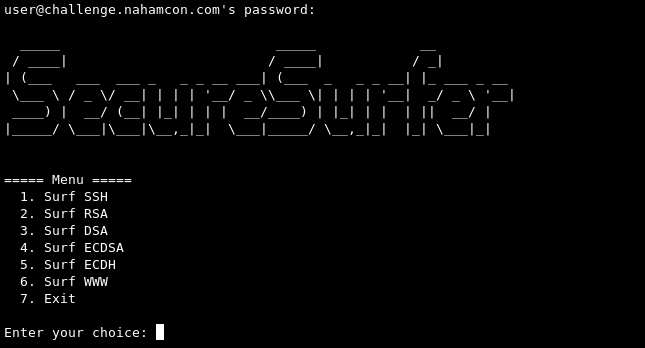 user@challenge.nahamcon.com's password:
SecureSurfer
===== Menu =====
1. Surf SSH
2. Surf RSA
3. Surf DSA
4. Surf ECDSA
5. Surf ECDH
6. Surf WWW
7. Exit
Enter your choice: